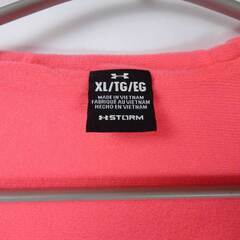 XL/TG/EG
MADE IN VIETNAM
FABRIQUÉ AU VIETNAM
HECHO EN VIETNAM
STORM